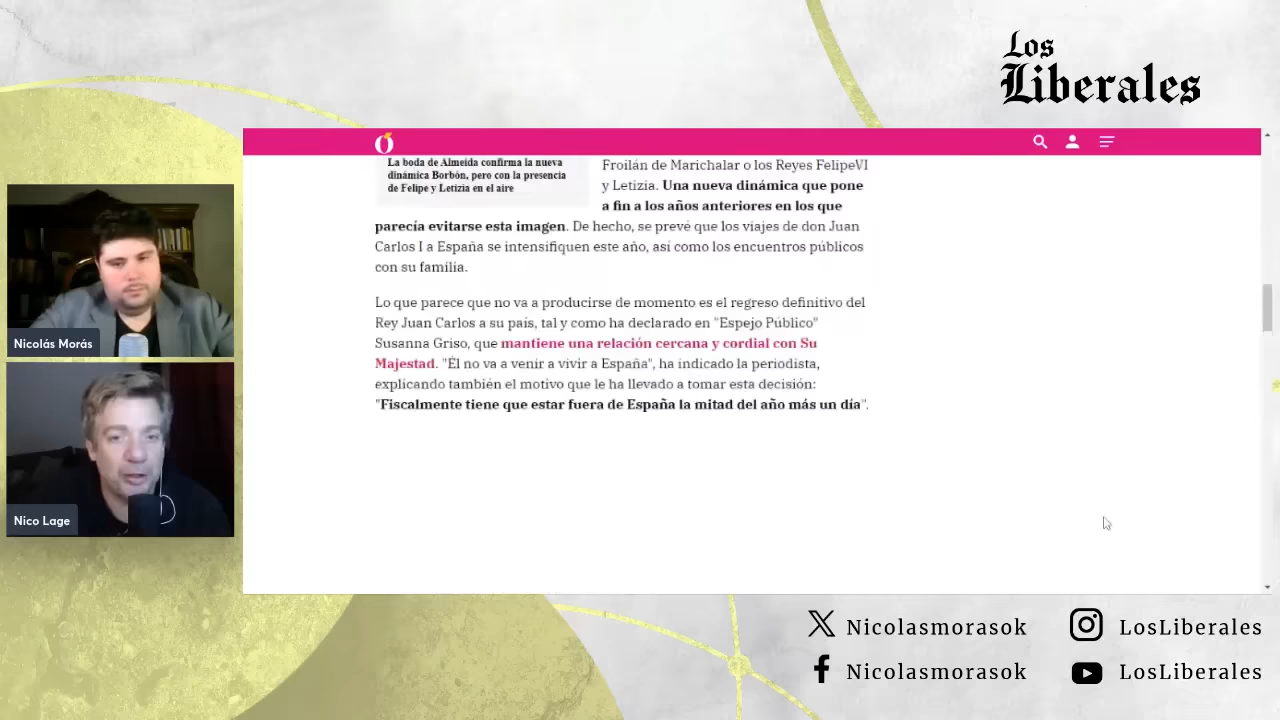 Los
Liberales
La boda de Almeida confirma la nueva
dinámica Borbón, pero con la presencia
de Felipe y Letizia en el aire
Froilán de Marichalar o los Reyes FelipeVI
y Letizia. Una nueva dinámica que pone
a fin a los años anteriores en los que
parecía evitarse esta imagen. De hecho, se prevé que los viajes de don Juan
Carlos I a España se intensifiquen este año, así como los encuentros públicos
con su familia.
Lo que parece que no va a producirse de momento es el regreso definitivo del
Rey Juan Carlos a su país, tal y como ha declarado en "Espejo Público"
Susanna Griso, que mantiene una relación cercana y cordial con Su
Majestad. "Él no va a venir a vivir a España", ha indicado la periodista,
explicando también el motivo que le ha llevado a tomar esta decisión:
"Fiscalmente tiene que estar fuera de España la mitad del año más un día".
Nicolás Morás
Nico Lage
Nicolasmorasok
LosLiberales
Nicolasmorasok
LosLiberales